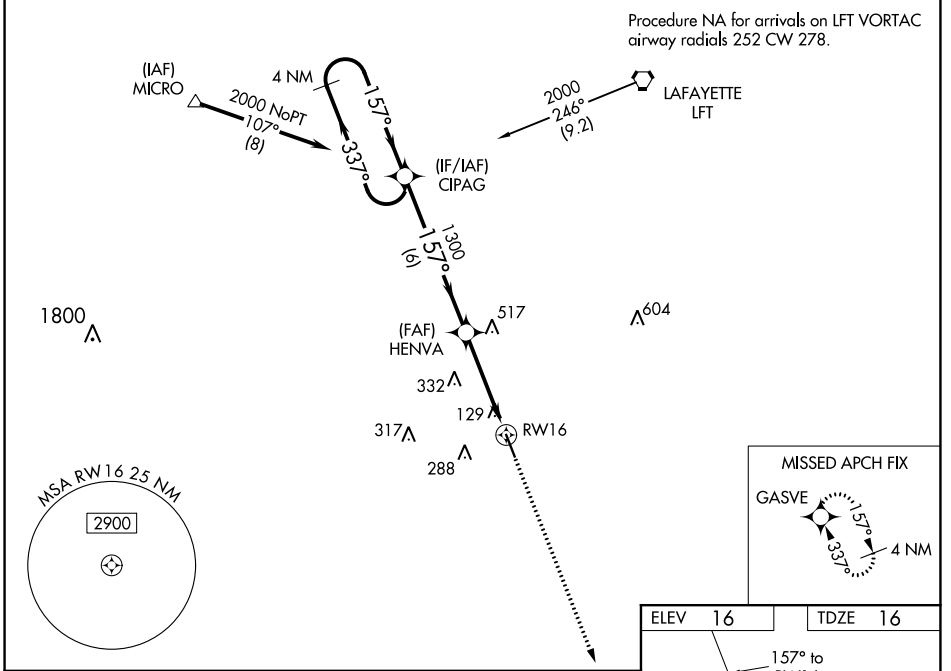 Procedure NA for arrivals on LFT VORTAC
airway radials 252 CW 278.
(IAF)
MICRO
2000 NoPT
107°
(8)
4 NM
157°
337°
2000
246°
(9.2)
LAFAYETTE
LFT
(IF/IAF)
CIPAG
1300
157°
(6)
1800
(FAF)
HENVA
517
604
332
129
317
RW16
288
MSA RW16 25 NM
2900
MISSED APCH FIX
GASVE
157°
337°
4 NM
ELEV 16
TDZE 16
157° to